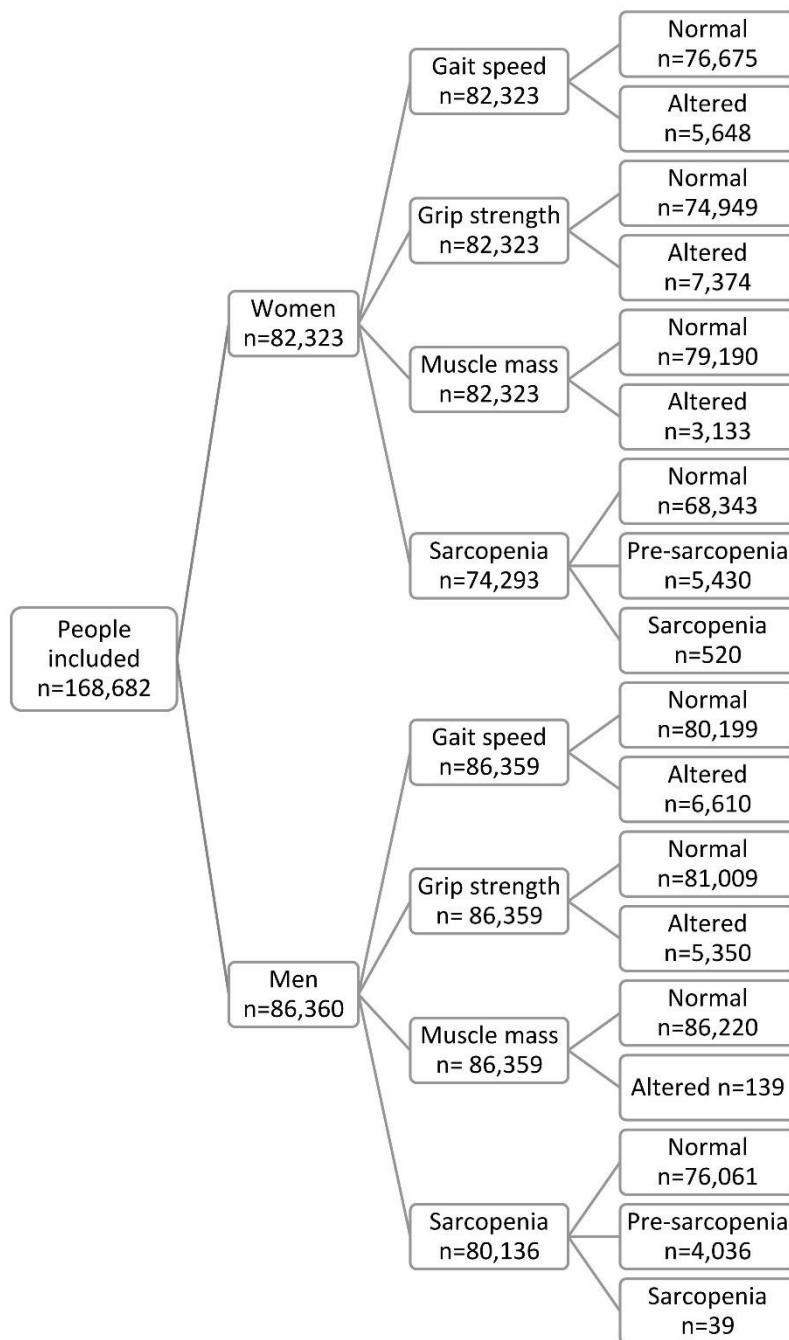 People
included
n=168,682
Women
n=82,323
Gait speed
n=82,323
Normal
n=76,675
Altered
n=5,648
Grip strength
n=82,323
Normal
n=74,949
Altered
n=7,374
Muscle mass
n=82,323
Normal
n=79,190
Altered
n=3,133
Sarcopenia
n=74,293
Normal
n=68,343
Pre-sarcopenia
n=5,430
Sarcopenia
n=520
Men
n=86,360
Gait speed
n=86,359
Normal
n=80,199
Altered
n=6,610
Grip strength
n= 86,359
Normal
n=81,009
Altered
n=5,350
Muscle mass
n= 86,359
Normal
n=86,220
Altered n=139
Sarcopenia
n=80,136
Normal
n=76,061
Pre-sarcopenia
n=4,036
Sarcopenia
n=39